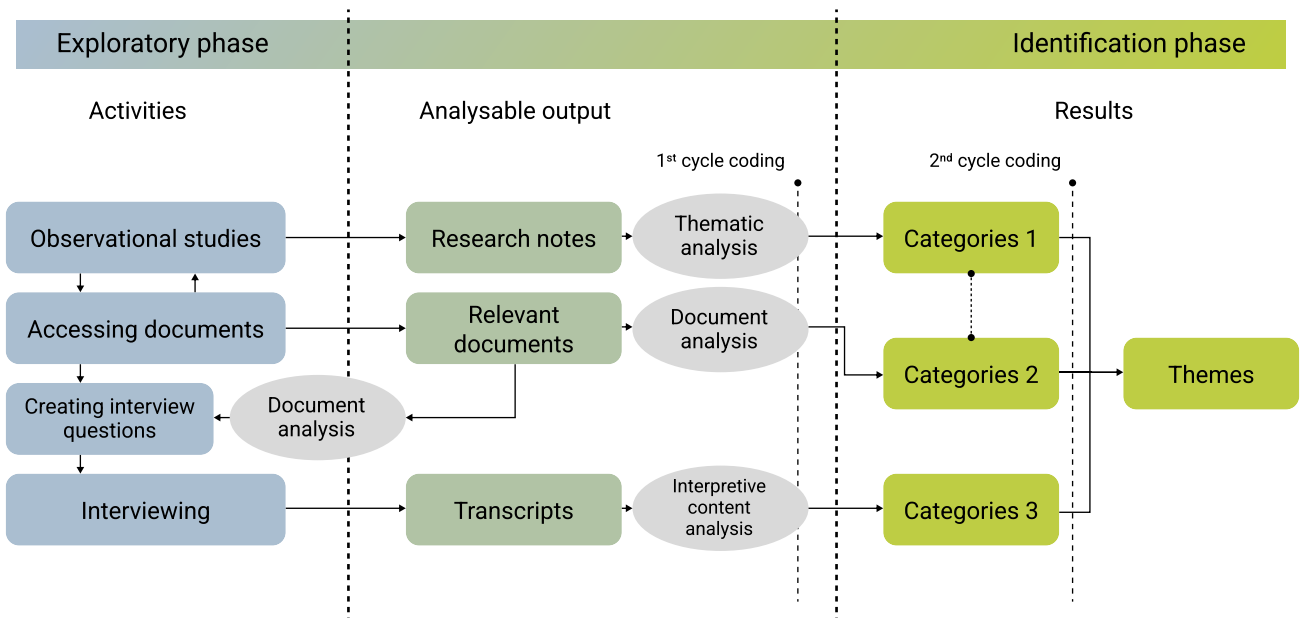 Exploratory phase
Identification phase
Activities
Analysable output
Results
1st cycle coding
2nd cycle coding
Observational studies
Research notes
Thematic
analysis
Categories 1
Accessing documents
Relevant
documents
Document
analysis
Categories 2
Themes
Creating interview
questions
Document
analysis
Interviewing
Transcripts
Interpretive
content
analysis
Categories 3